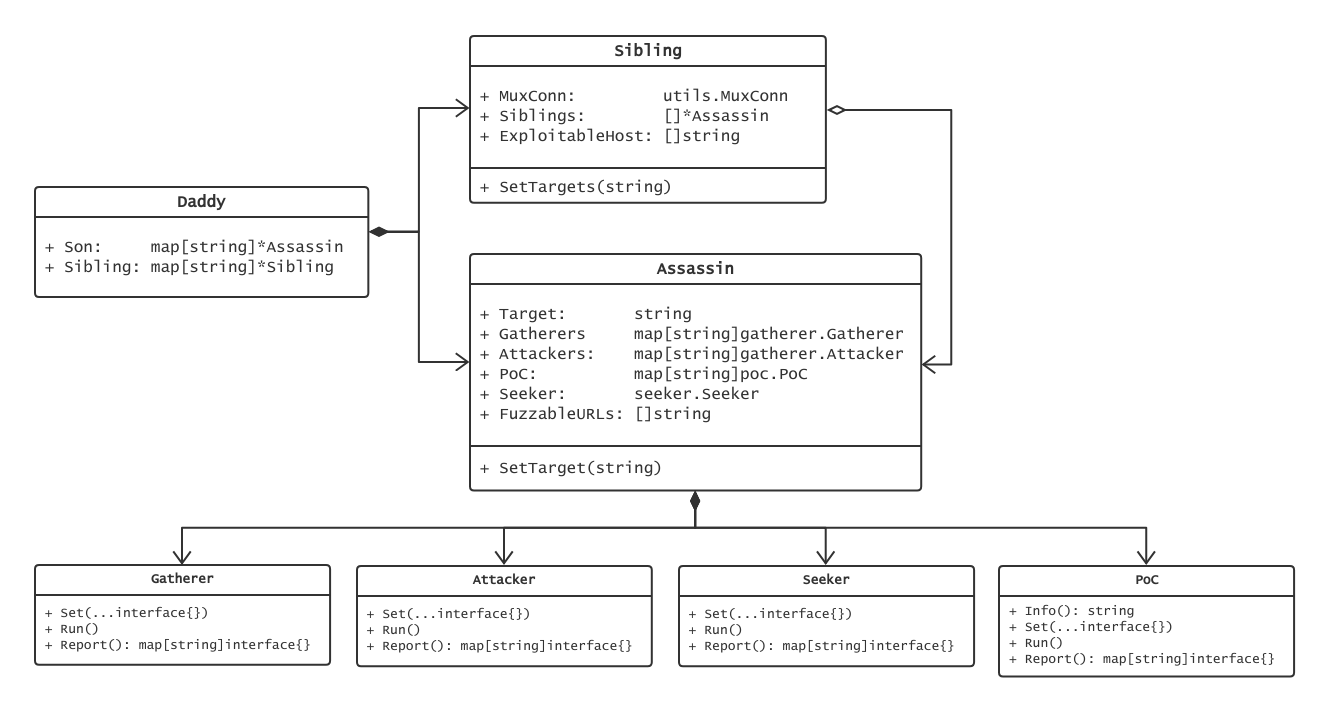 Sibling
+ MuxConn: utils.MuxConn
+ Siblings: []*Assassin
+ ExploitableHost: []string
+ SetTargets(string)
Daddy
+ Son: map[string]*Assassin
+ Sibling: map[string]*Sibling
Assassin
+ Target: string
+ Gatherers map[string]gatherer.Gatherer
+ Attackers: map[string]gatherer.Attacker
+ PoC: map[string]poc.PoC
+ Seeker: seeker.Seeker
+ FuzzableURLs: []string
+ SetTarget(string)
Gatherer
+ Set(...interface{})
+ Run()
+ Report(): map[string]interface{}
Attacker
+ Set(...interface{})
+ Run()
+ Report(): map[string]interface{}
Seeker
+ Set(...interface{})
+ Run()
+ Report(): map[string]interface{}
PoC
+ Info(): string
+ Set(...interface{})
+ Run()
+ Report(): map[string]interface{}